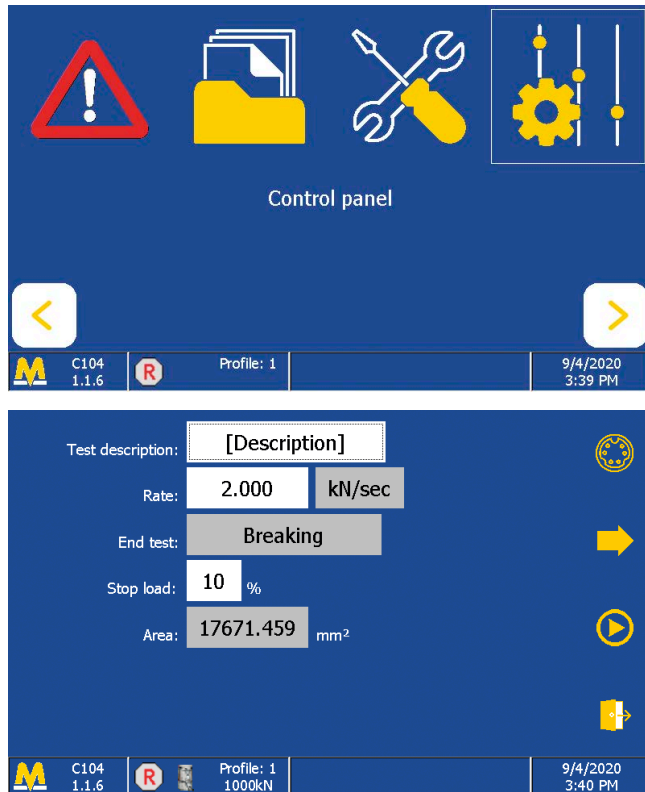 Control panel
C104
1.1.6
R
Profile: 1
9/4/2020
3:39 PM
Test description: [Description]
Rate: 2.000 kN/sec
End test: Breaking
Stop load: 10 %
Area: 17671.459 mm²
C104
1.1.6
R
Profile: 1
1000kN
9/4/2020
3:40 PM